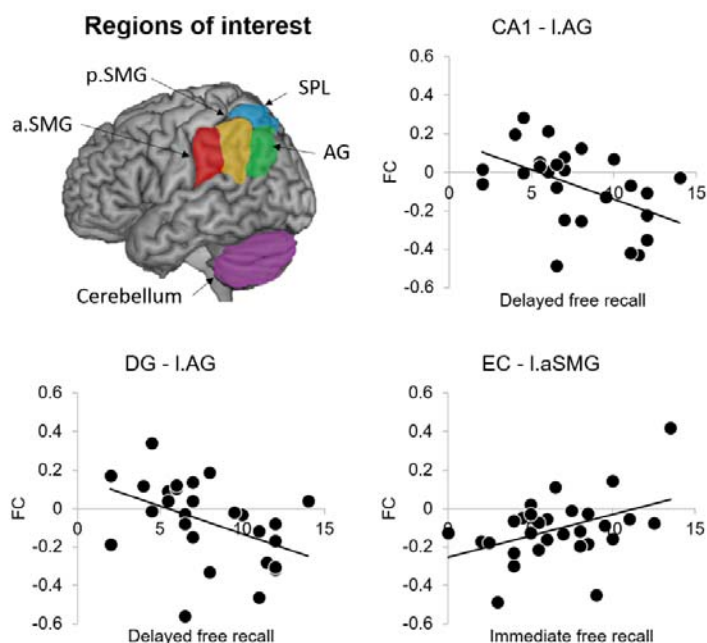 Regions of interest
p.SMG
SPL
a.SMG
AG
Cerebellum
CA1 - l.AG
0.6
0.4
0.2
0
-0.2
-0.4
-0.6
0
5
10
15
FC
Delayed free recall
DG - l.AG
0.6
0.4
0.2
0
-0.2
-0.4
-0.6
0
5
10
15
FC
Delayed free recall
EC - l.aSMG
0.6
0.4
0.2
0
-0.2
-0.4
-0.6
0
5
10
15
FC
Immediate free recall